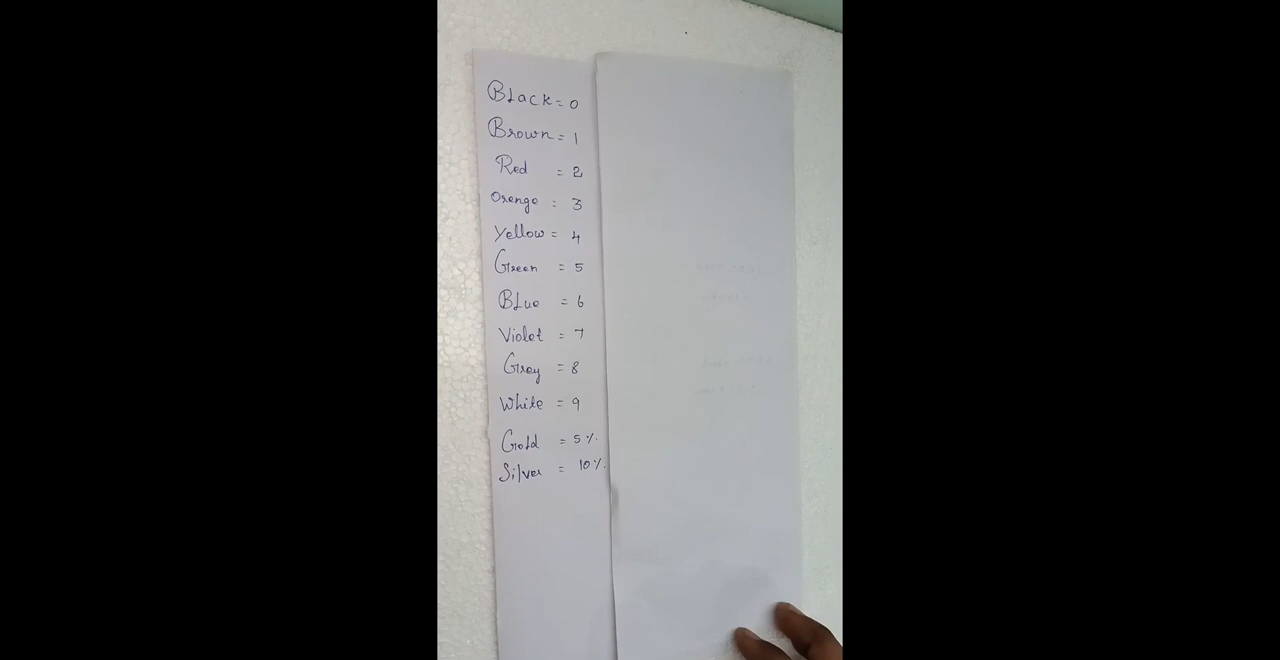 Black = 0
Brown = 1
Red = 2
Orenge = 3
Yellow = 4
Green = 5
Blue = 6
Violet = 7
Grey = 8
White = 9
Gold = 5%.
Silver = 10%.